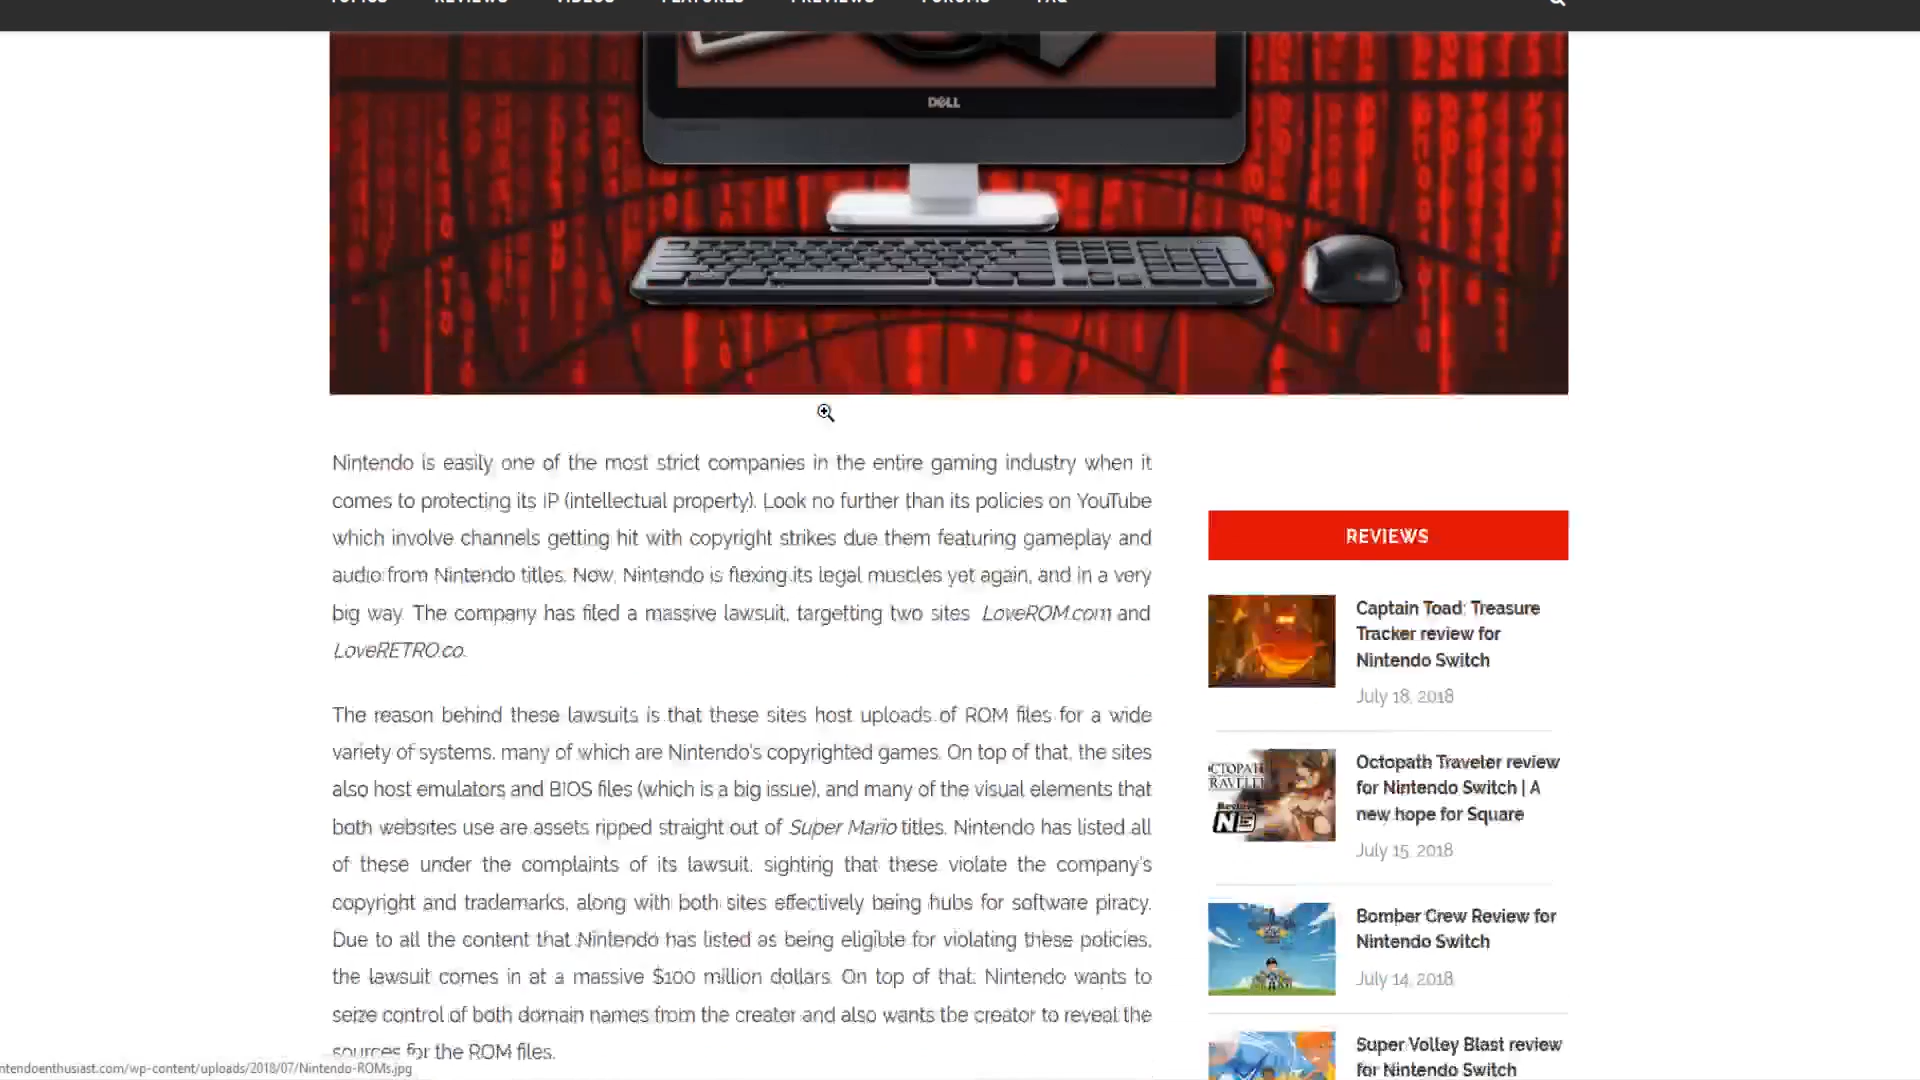 TOPICS REVIEWS VIDEOS FEATURES PREVIEWS FORUMS FAQ
DELL
Nintendo is easily one of the most strict companies in the entire gaming industry when it
comes to protecting its IP (intellectual property). Look no further than its policies on YouTube
which involve channels getting hit with copyright strikes due them featuring gameplay and
audio from Nintendo titles. Now, Nintendo is flexing its legal muscles yet again, and in a very
big way. The company has filed a massive lawsuit, targetting two sites LoveROM.com and
LoveRETRO.co.
The reason behind these lawsuits is that these sites host uploads of ROM files for a wide
variety of systems, many of which are Nintendo's copyrighted games. On top of that, the sites
also host emulators and BIOS files (which is a big issue), and many of the visual elements that
both websites use are assets ripped straight out of Super Mario titles. Nintendo has listed all
of these under the complaints of its lawsuit, sighting that these violate the company's
copyright and trademarks, along with both sites effectively being hubs for software piracy.
Due to all the content that Nintendo has listed as being eligible for violating these policies,
the lawsuit comes in at a massive $100 million dollars. On top of that, Nintendo wants to
seize control of both domain names from the creator and also wants the creator to reveal the
sources for the ROM files.
REVIEWS
Captain Toad: Treasure
Tracker review for
Nintendo Switch
July 18, 2018
OCTOPATH
TRAVELER
Review
NE
Octopath Traveler review
for Nintendo Switch | A
new hope for Square
July 15, 2018
Bomber Crew Review for
Nintendo Switch
July 14, 2018
Super Volley Blast review
for Nintendo Switch
ntendoenthusiast.com/wp-content/uploads/2018/07/Nintendo-ROMs.jpg